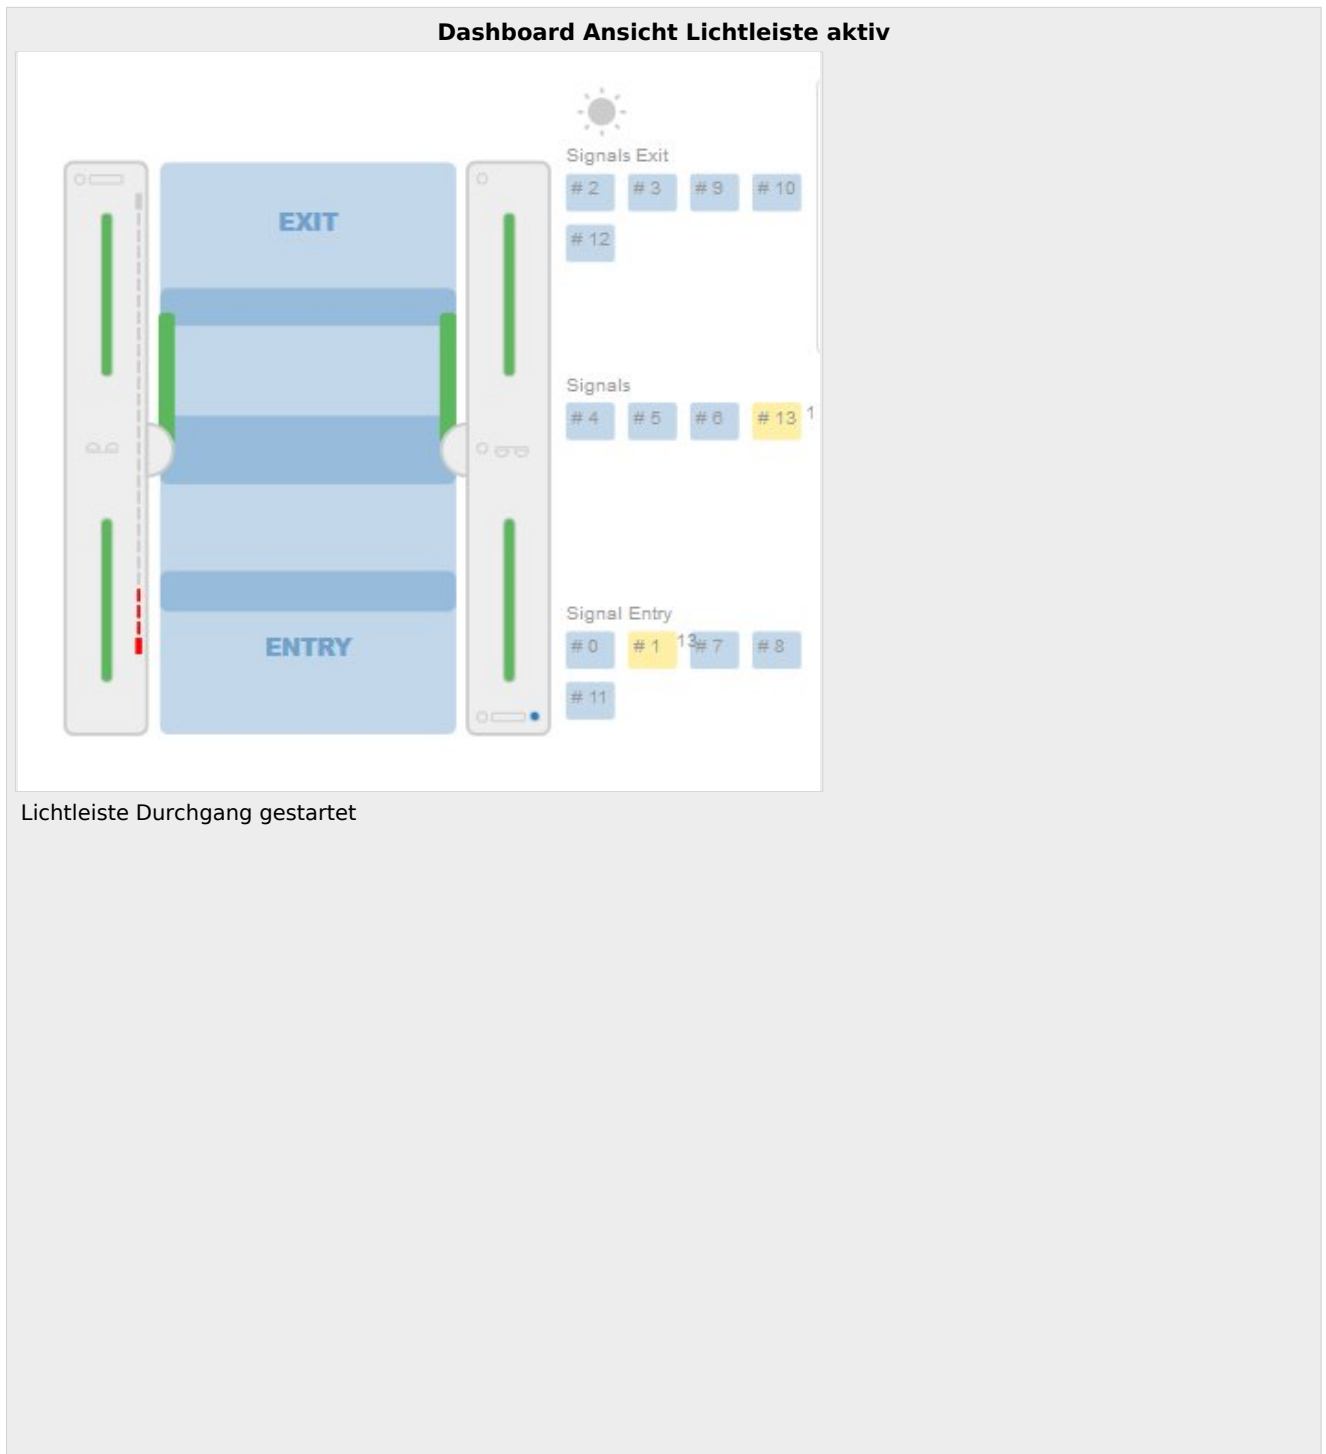 Dashboard Ansicht Lichtleiste aktiv
Signals Exit
# 2 # 3 # 9 # 10
# 12
EXIT
Signals
# 4 # 5 # 6 # 13 1
Signal Entry
# 0 # 1 13 # 7 # 8
# 11
ENTRY
Lichtleiste Durchgang gestartet